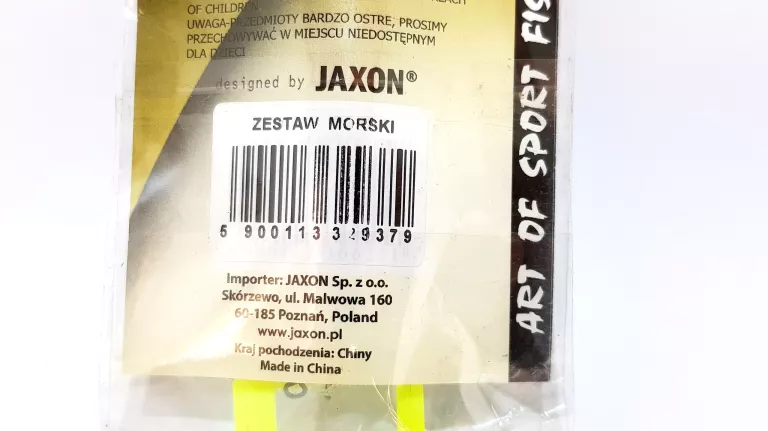 OF CHILDREN
UWAGA-PRZEDMIOTY BARDZO OSTRE, PROSIMY
PRZECHOWYWAĆ W MIEJSCU NIEDOSTĘPNYM
DLA DZIECI
designed by JAXON®
ZESTAW MORSKI
5 900113 329379
Importer: JAXON Sp. z o.o.
Skórzewo, ul. Malwowa 160
60-185 Poznań, Poland
www.jaxon.pl
Kraj pochodzenia: Chiny
Made in China
ART OF SPORT FIS